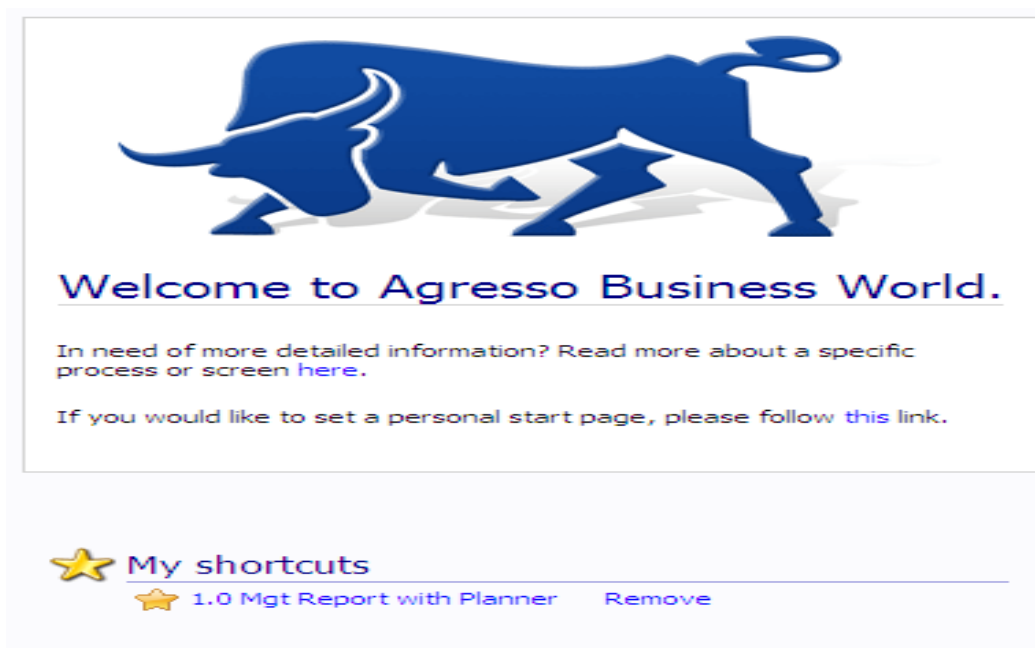 Welcome to Agresso Business World.
In need of more detailed information? Read more about a specific
process or screen here.
If you would like to set a personal start page, please follow this link.
My shortcuts
1.0 Mgt Report with Planner Remove